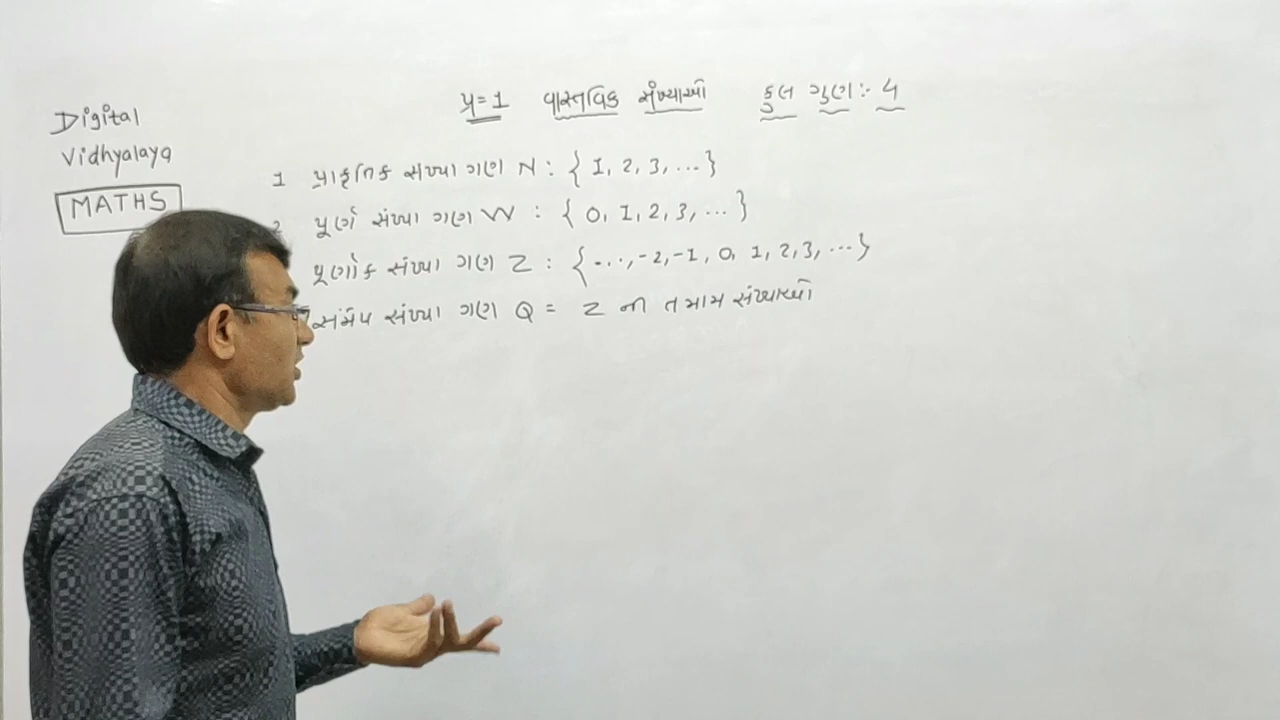 Digital
Vidhyalaya
MATHS
પ્ર=1 વાસ્તવિક સંખ્યાઓ કુલ ગુણ:- 4
1 પ્રાકૃતિક સંખ્યા ગણ N : { 1, 2, 3, ... }
2 પૂર્ણ સંખ્યા ગણ W : { 0, 1, 2, 3, ... }
પૂર્ણાંક સંખ્યા ગણ Z : { ..., -2, -1, 0, 1, 2, 3, ... }
સંમેય સંખ્યા ગણ Q = Z ની તમામ સંખ્યાઓ